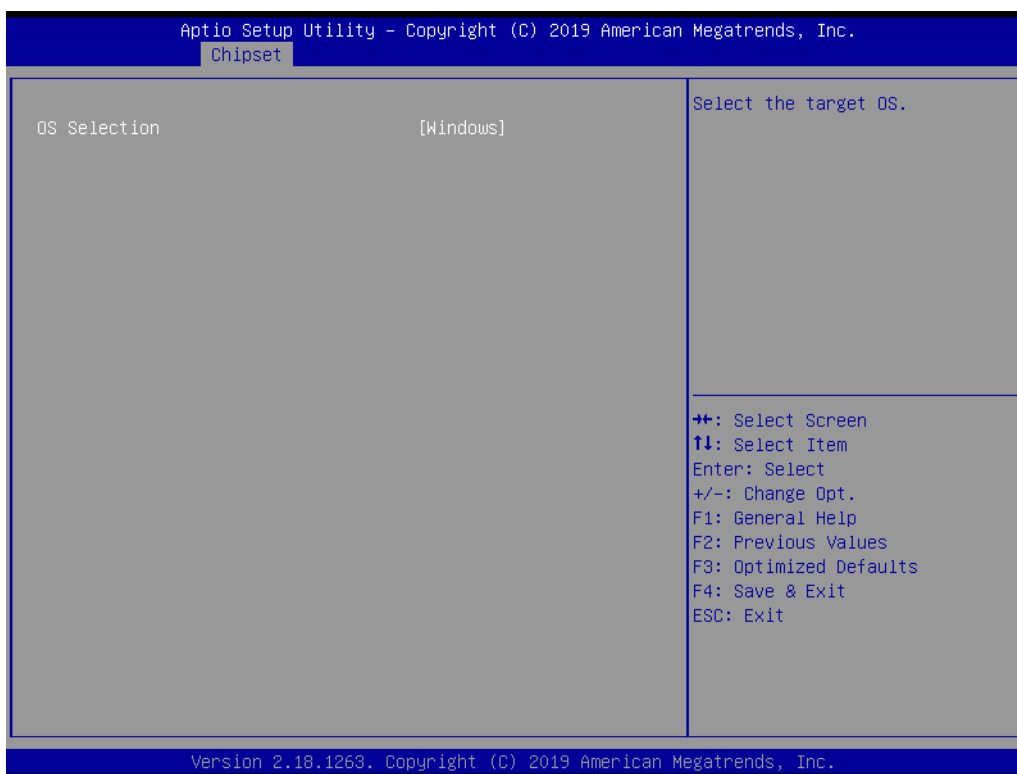 Aptio Setup Utility – Copyright (C) 2019 American Megatrends, Inc.
Chipset
OS Selection [Windows]
Select the target OS.
→←: Select Screen
↑↓: Select Item
Enter: Select
+/-: Change Opt.
F1: General Help
F2: Previous Values
F3: Optimized Defaults
F4: Save & Exit
ESC: Exit
Version 2.18.1263. Copyright (C) 2019 American Megatrends, Inc.